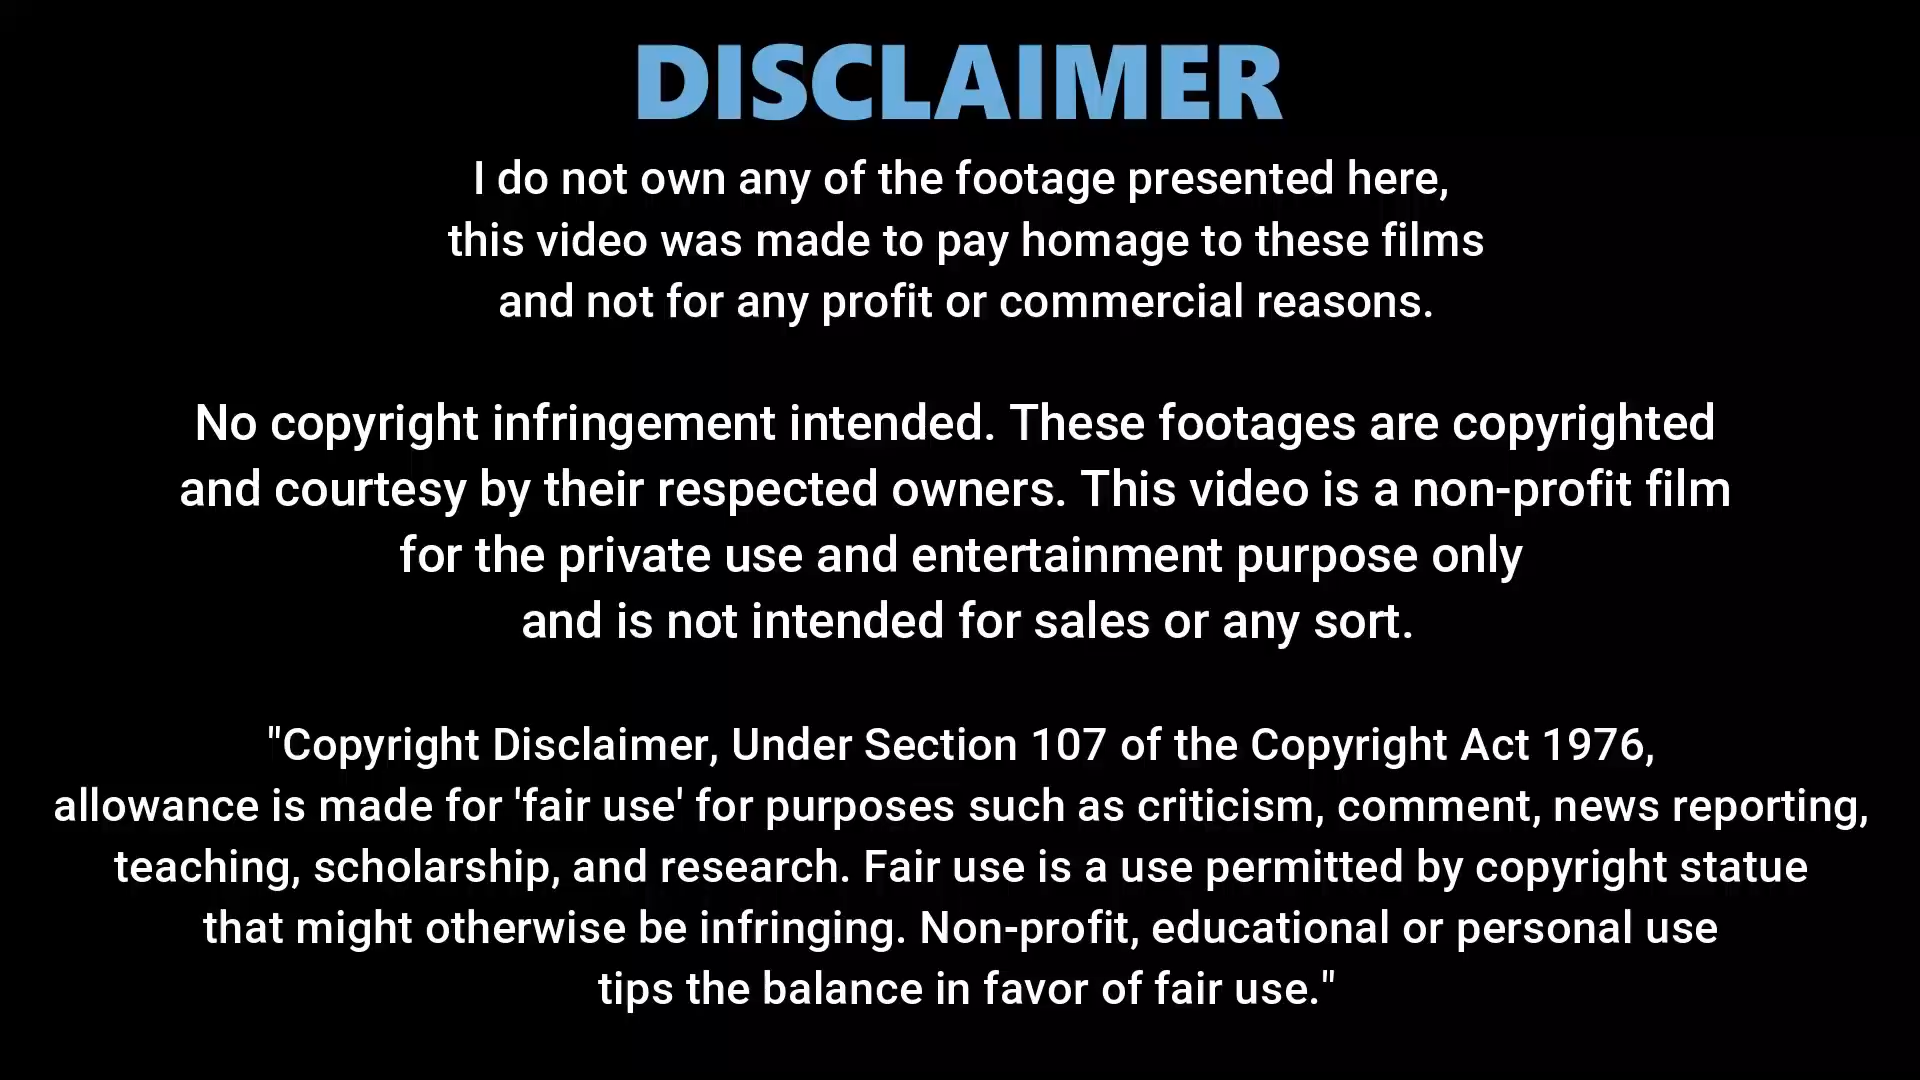 DISCLAIMER
I do not own any of the footage presented here,
this video was made to pay homage to these films
and not for any profit or commercial reasons.
No copyright infringement intended. These footages are copyrighted
and courtesy by their respected owners. This video is a non-profit film
for the private use and entertainment purpose only
and is not intended for sales or any sort.
"Copyright Disclaimer, Under Section 107 of the Copyright Act 1976,
allowance is made for 'fair use' for purposes such as criticism, comment, news reporting,
teaching, scholarship, and research. Fair use is a use permitted by copyright statue
that might otherwise be infringing. Non-profit, educational or personal use
tips the balance in favor of fair use."